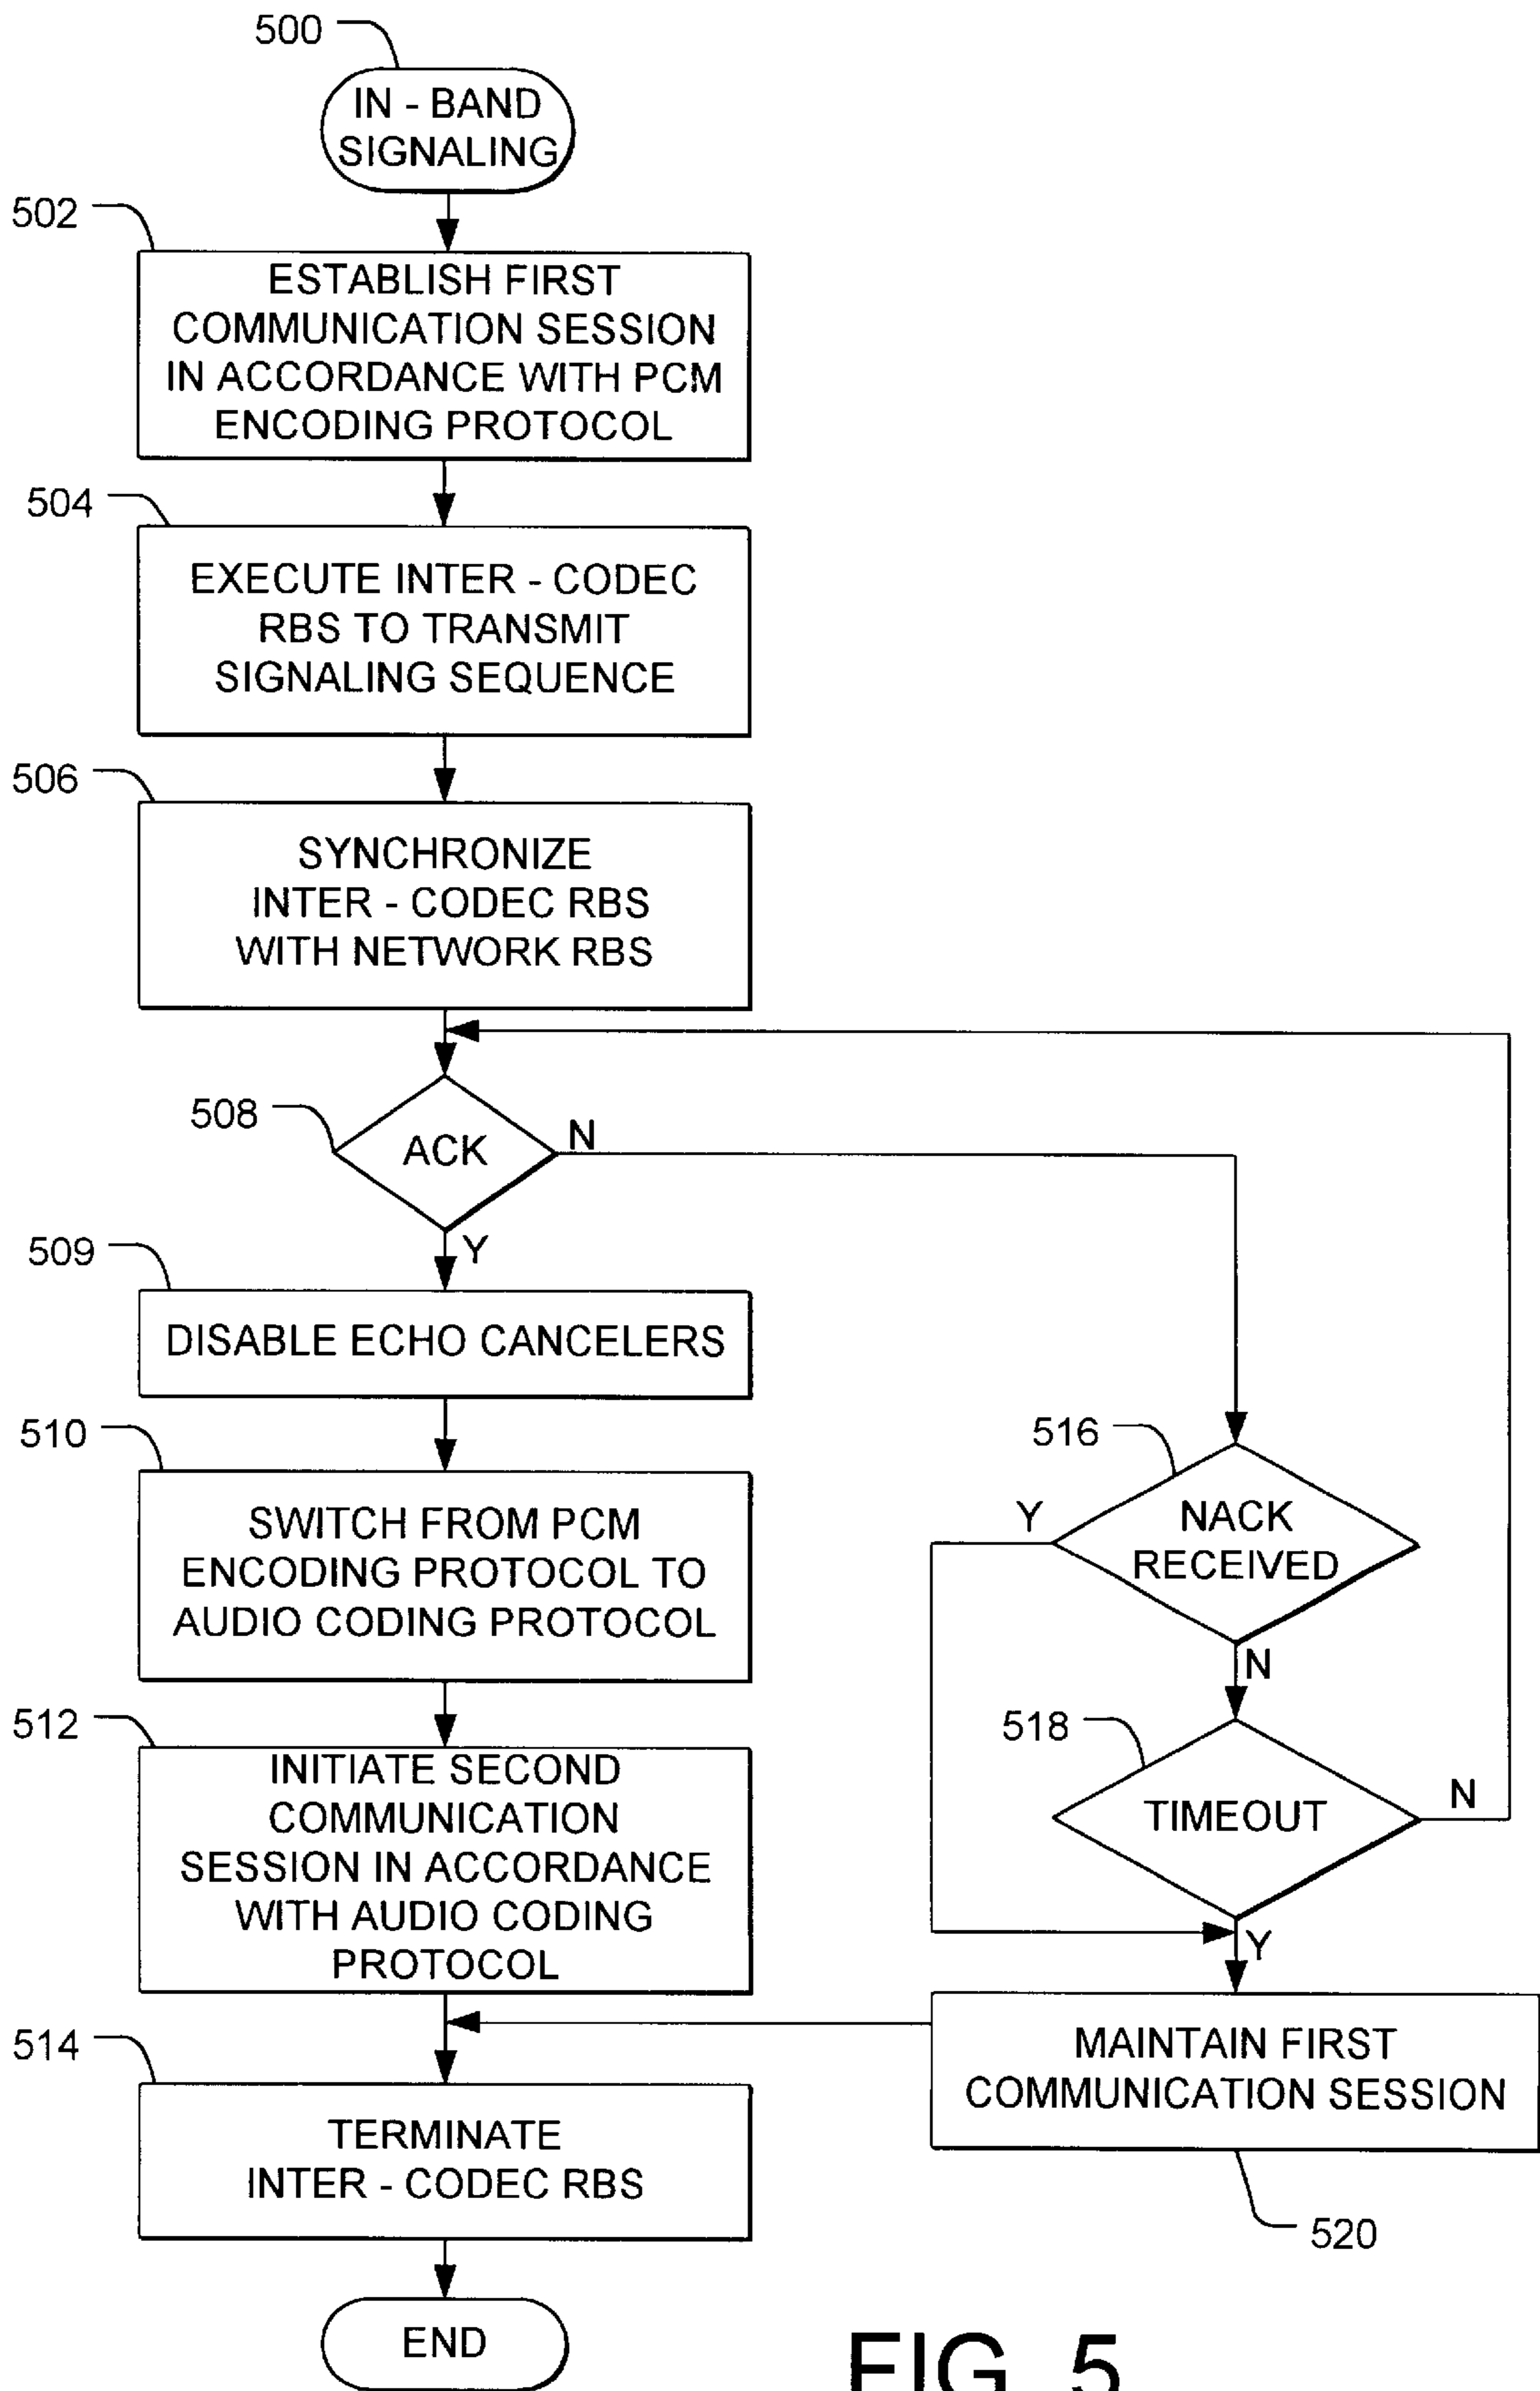 500
IN - BAND
SIGNALING
502
ESTABLISH FIRST
COMMUNICATION SESSION
IN ACCORDANCE WITH PCM
ENCODING PROTOCOL
504
EXECUTE INTER - CODEC
RBS TO TRANSMIT
SIGNALING SEQUENCE
506
SYNCHRONIZE
INTER - CODEC RBS
WITH NETWORK RBS
508
ACK
N
Y
509
DISABLE ECHO CANCELERS
510
SWITCH FROM PCM
ENCODING PROTOCOL TO
AUDIO CODING PROTOCOL
512
INITIATE SECOND
COMMUNICATION
SESSION IN ACCORDANCE
WITH AUDIO CODING
PROTOCOL
514
TERMINATE
INTER - CODEC RBS
END
516
NACK
RECEIVED
Y
N
518
TIMEOUT
N
Y
MAINTAIN FIRST
COMMUNICATION SESSION
520
FIG. 5